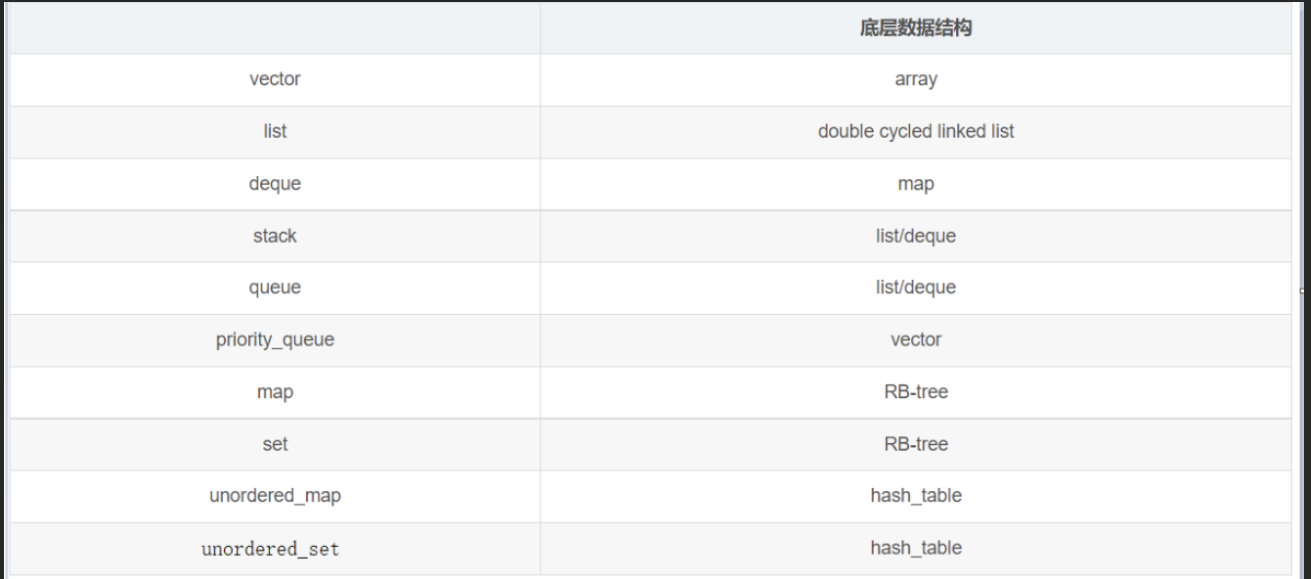 底层数据结构
vector array
list double cycled linked list
deque map
stack list/deque
queue list/deque
priority_queue vector
map RB-tree
set RB-tree
unordered_map hash_table
unordered_set hash_table